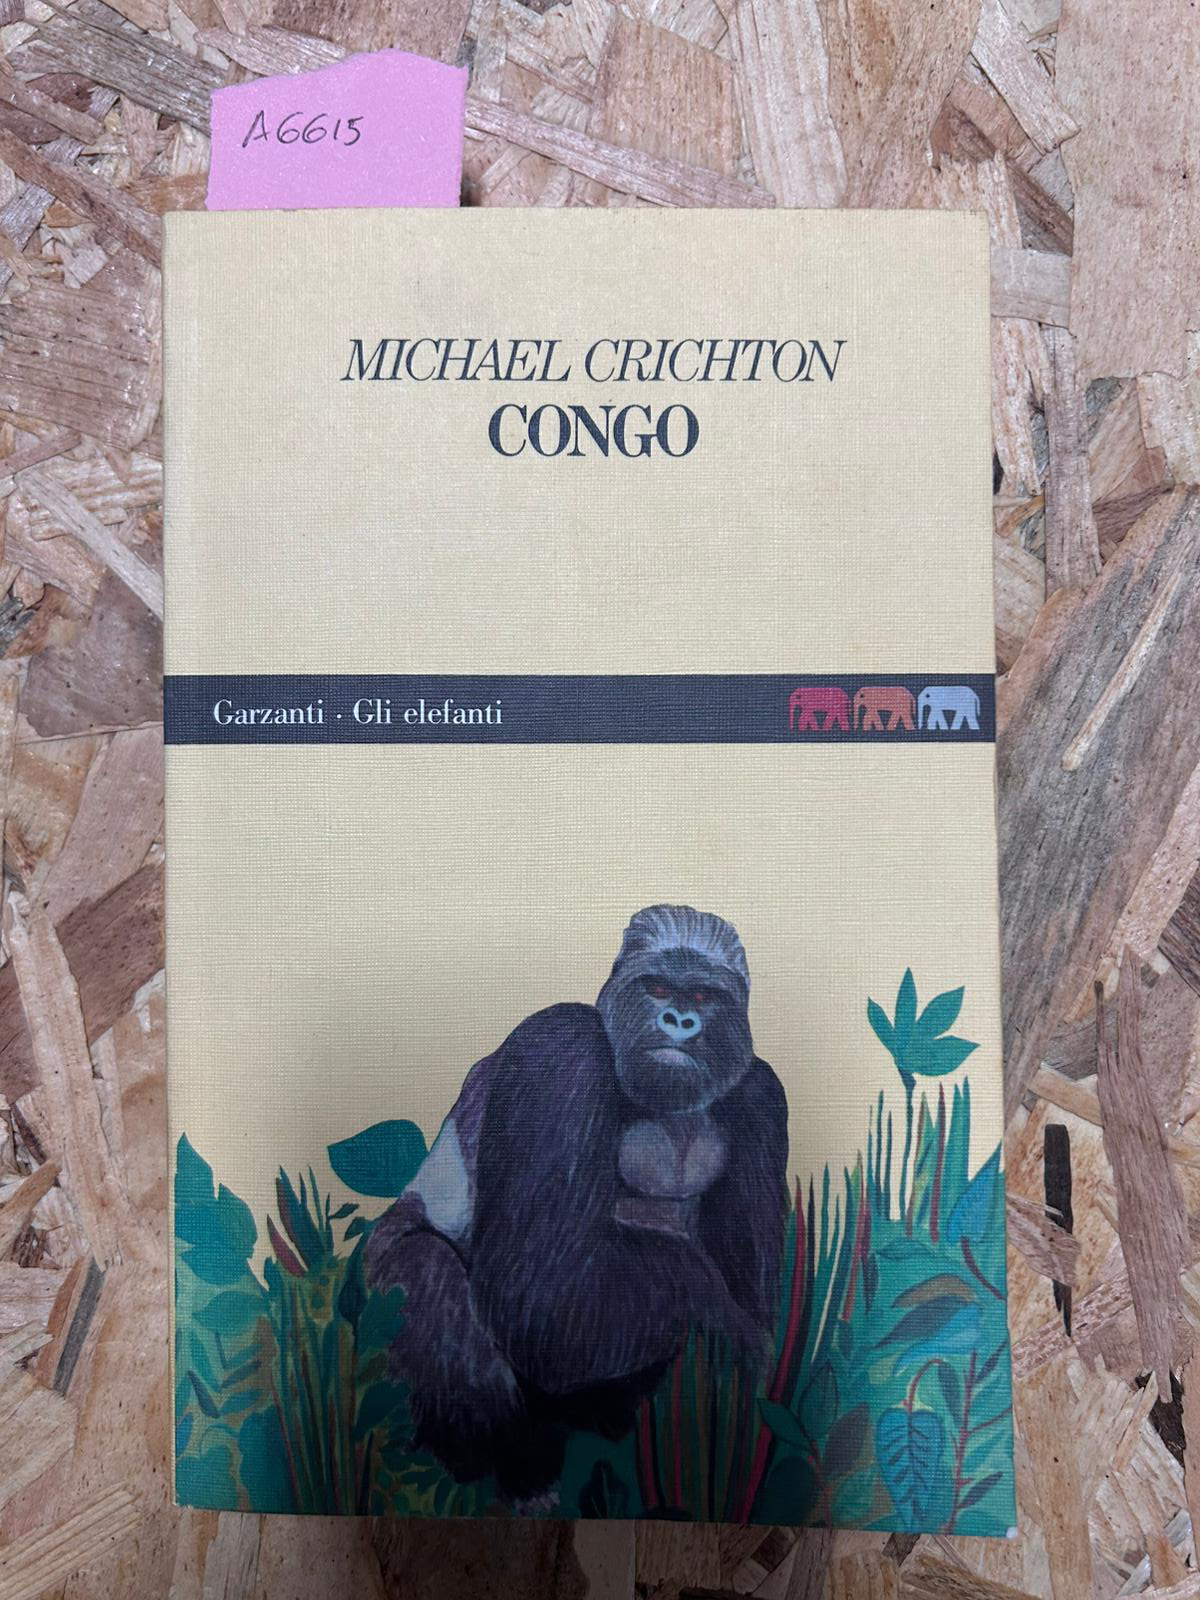 A6615
MICHAEL CRICHTON
CONGO
Garzanti · Gli elefanti